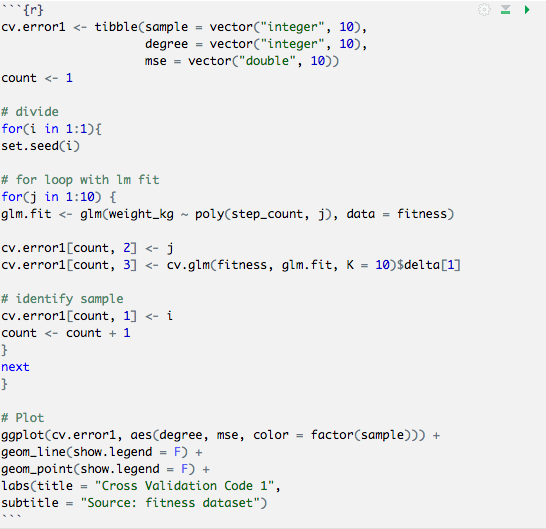 ```{r}
cv.error1 <- tibble(sample = vector("integer", 10),
                    degree = vector("integer", 10),
                    mse = vector("double", 10))
count <- 1

# divide
for(i in 1:1){
set.seed(i)

# for loop with lm fit
for(j in 1:10) {
glm.fit <- glm(weight_kg ~ poly(step_count, j), data = fitness)

cv.error1[count, 2] <- j
cv.error1[count, 3] <- cv.glm(fitness, glm.fit, K = 10)$delta[1]

# identify sample
cv.error1[count, 1] <- i
count <- count + 1
}
next
}

# Plot
ggplot(cv.error1, aes(degree, mse, color = factor(sample))) +
geom_line(show.legend = F) +
geom_point(show.legend = F) +
labs(title = "Cross Validation Code 1",
subtitle = "Source: fitness dataset")
```